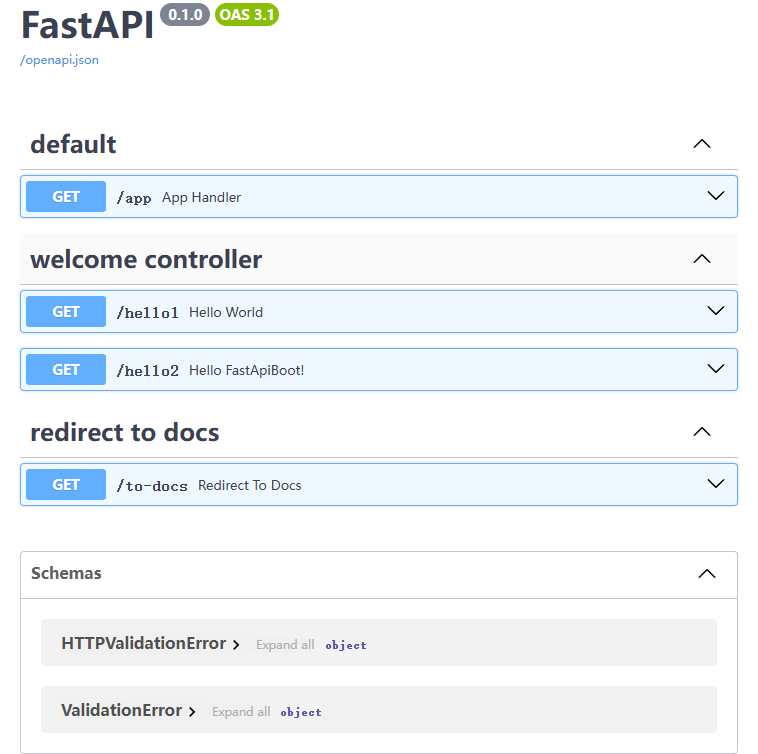 FastAPI 0.1.0 OAS 3.1
/openapi.json
default
GET /app App Handler
welcome controller
GET /hello1 Hello World
GET /hello2 Hello FastApiBoot!
redirect to docs
GET /to-docs Redirect To Docs
Schemas
HTTPValidationError Expand all object
ValidationError Expand all object